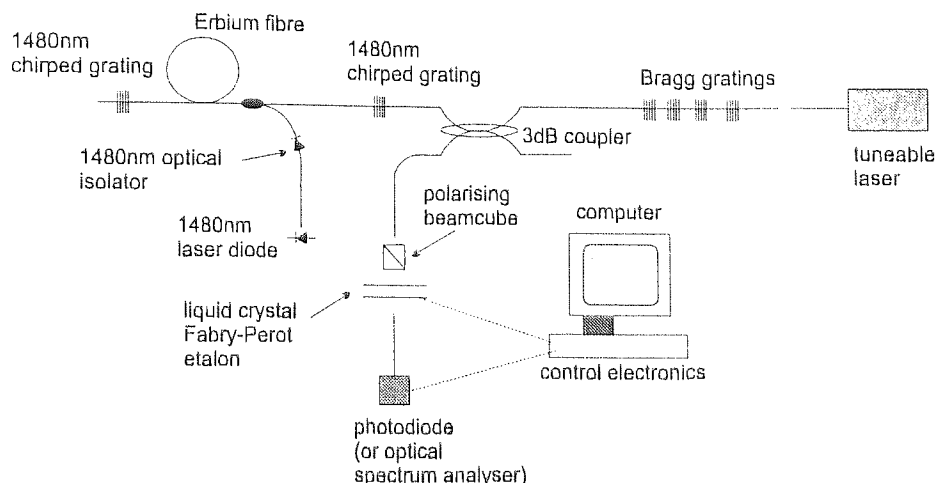 Erbium fibre
1480nm
chirped grating
1480nm
chirped grating
Bragg gratings
3dB coupler
tuneable
laser
1480nm optical
isolator
polarising
beamcube
computer
1480nm
laser diode
liquid crystal
Fabry-Perot
etalon
control electronics
photodiode
(or optical
spectrum analyser)